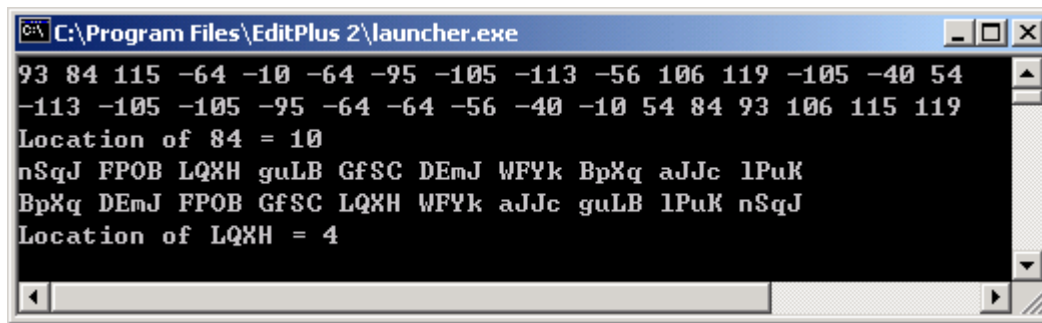 C:\Program Files\EditPlus 2\launcher.exe
93 84 115 -64 -10 -64 -95 -105 -113 -56 106 119 -105 -40 54
-113 -105 -105 -95 -64 -64 -56 -40 -10 54 84 93 106 115 119
Location of 84 = 10
nSqJ FPOB LQXH guLB GfSC DEmJ WFYk BpXq aJJc lPuK
BpXq DEmJ FPOB GfSC LQXH WFYk aJJc guLB lPuK nSqJ
Location of LQXH = 4